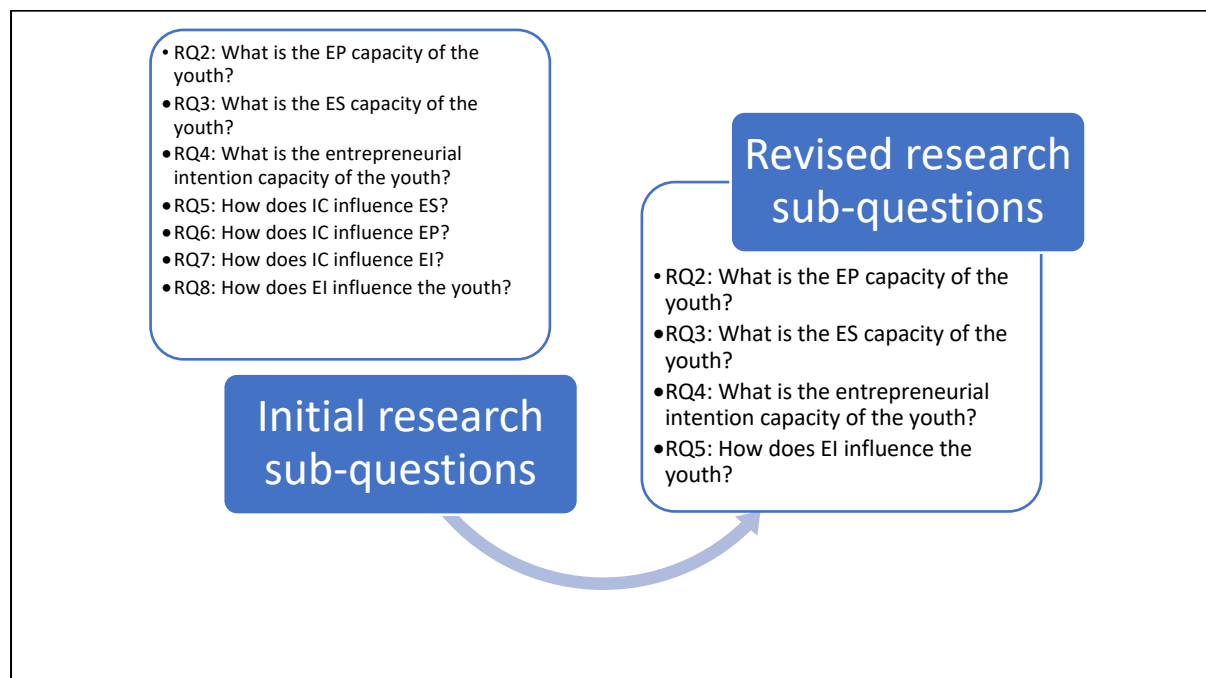 • RQ2: What is the EP capacity of the
youth?
•RQ3: What is the ES capacity of the
youth?
•RQ4: What is the entrepreneurial
intention capacity of the youth?
•RQ5: How does IC influence ES?
•RQ6: How does IC influence EP?
•RQ7: How does IC influence EI?
•RQ8: How does EI influence the youth?
Initial research
sub-questions
Revised research
sub-questions
• RQ2: What is the EP capacity of the
youth?
•RQ3: What is the ES capacity of the
youth?
•RQ4: What is the entrepreneurial
intention capacity of the youth?
•RQ5: How does EI influence the
youth?